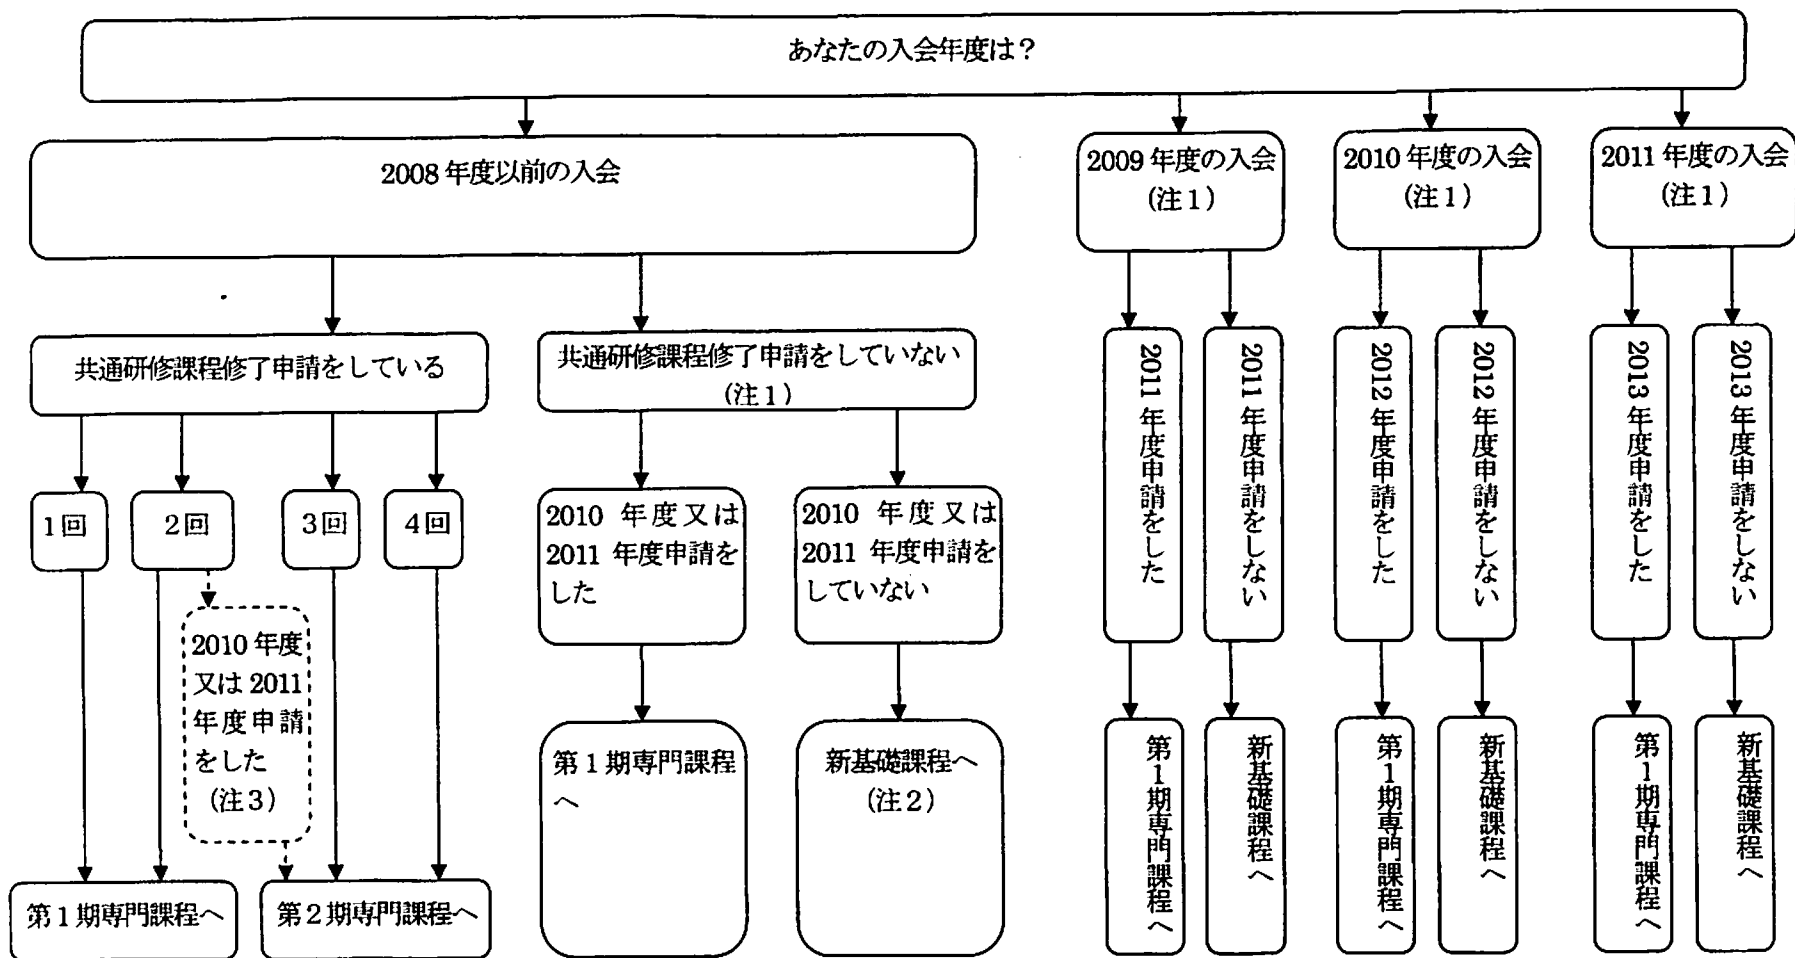 あなたの入会年度は？
2008 年度以前の入会
2009 年度の入会
（注１）
2010 年度の入会
（注１）
2011 年度の入会
（注１）
共通研修課程修了申請をしている
共通研修課程修了申請をしていない
（注１）
1回
2回
3回
4回
2010 年度
又は 2011
年度申請
をした
（注３）
2010 年度又は
2011 年度申請を
した
2010 年度又は
2011 年度申請を
していない
2011 年度申請をした
2011 年度申請をしない
2012 年度申請をした
2012 年度申請をしない
2013 年度申請をした
2013 年度申請をしない
第１期専門課程へ
第２期専門課程へ
第１期専門課程
へ
新基礎課程へ
（注２）
第１期専門課程へ
新基礎課程へ
第１期専門課程へ
新基礎課程へ
第１期専門課程へ
新基礎課程へ